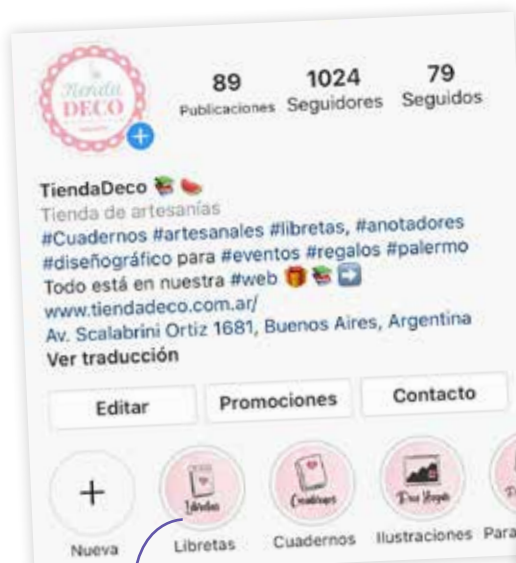 Tienda
DECO
89 1024 79
Publicaciones Seguidores Seguidos
TiendaDeco 📚 🍉
Tienda de artesanías
#Cuadernos #artesanales #libretas, #anotadores
#diseñográfico para #eventos #regalos #palermo
Todo está en nuestra #web 🎁 📚 ➡️
www.tiendadeco.com.ar/
Av. Scalabrini Ortiz 1681, Buenos Aires, Argentina
Ver traducción
Editar Promociones Contacto
Libretas Cuadernos
Nueva Libretas Cuadernos Ilustraciones Para